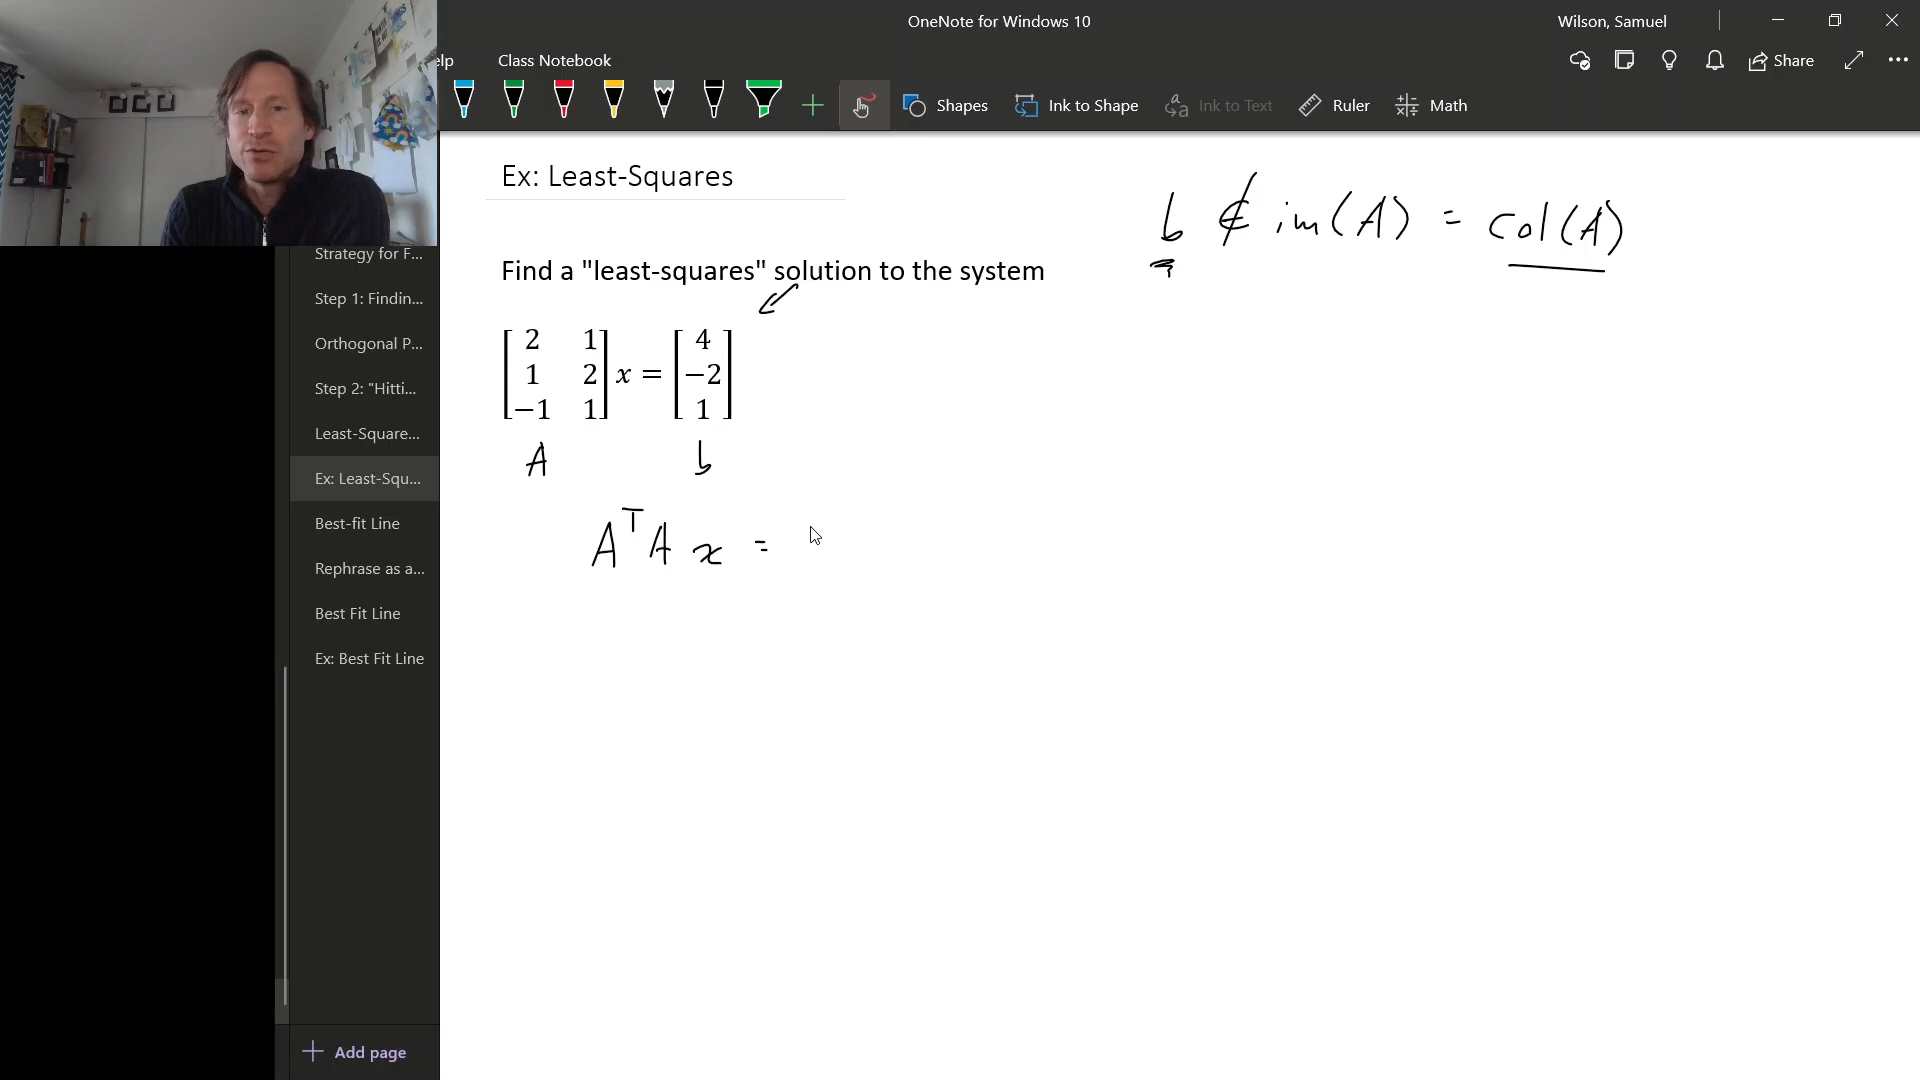 OneNote for Windows 10
Wilson, Samuel
elp
Class Notebook
Share
Shapes
Ink to Shape
Ink to Text
Ruler
Math
Strategy for F...
Step 1: Findin...
Orthogonal P...
Step 2: "Hitti...
Least-Square...
Ex: Least-Squ...
Best-fit Line
Rephrase as a...
Best Fit Line
Ex: Best Fit Line
Add page
Ex: Least-Squares
b ∉ im(A) = col(A)
Find a "least-squares" solution to the system
[2 1; 1 2; −1 1] x = [4; −2; 1]
A b
AᵀA x =